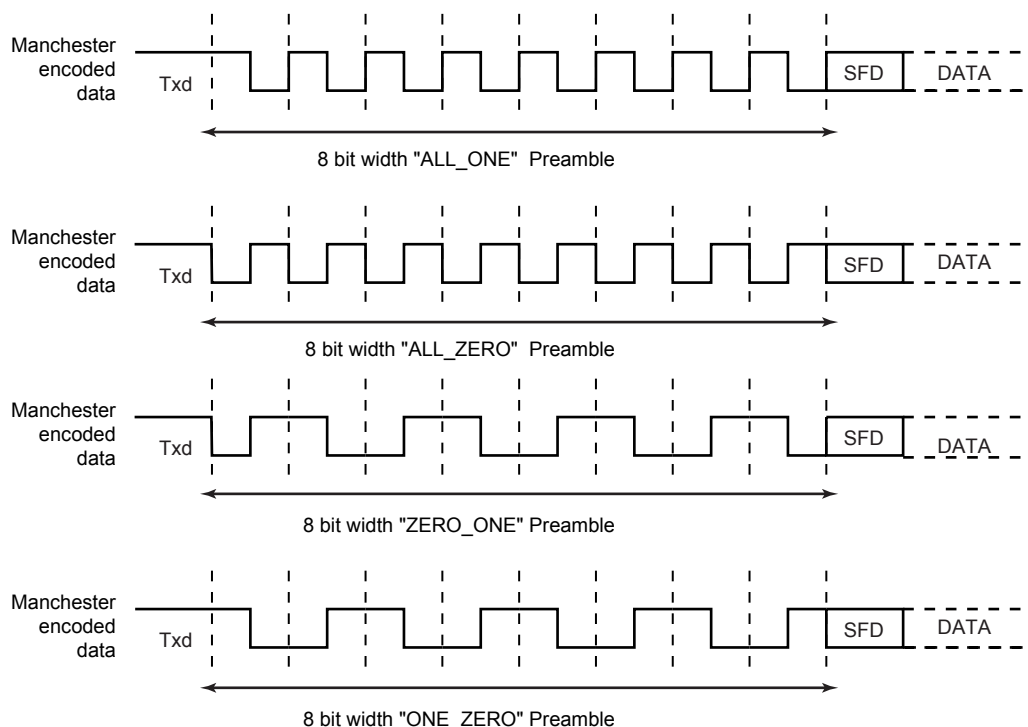 Manchester
encoded
data
Txd
SFD
DATA
8 bit width "ALL_ONE" Preamble
Manchester
encoded
data
Txd
SFD
DATA
8 bit width "ALL_ZERO" Preamble
Manchester
encoded
data
Txd
SFD
DATA
8 bit width "ZERO_ONE" Preamble
Manchester
encoded
data
Txd
SFD
DATA
8 bit width "ONE_ZERO" Preamble